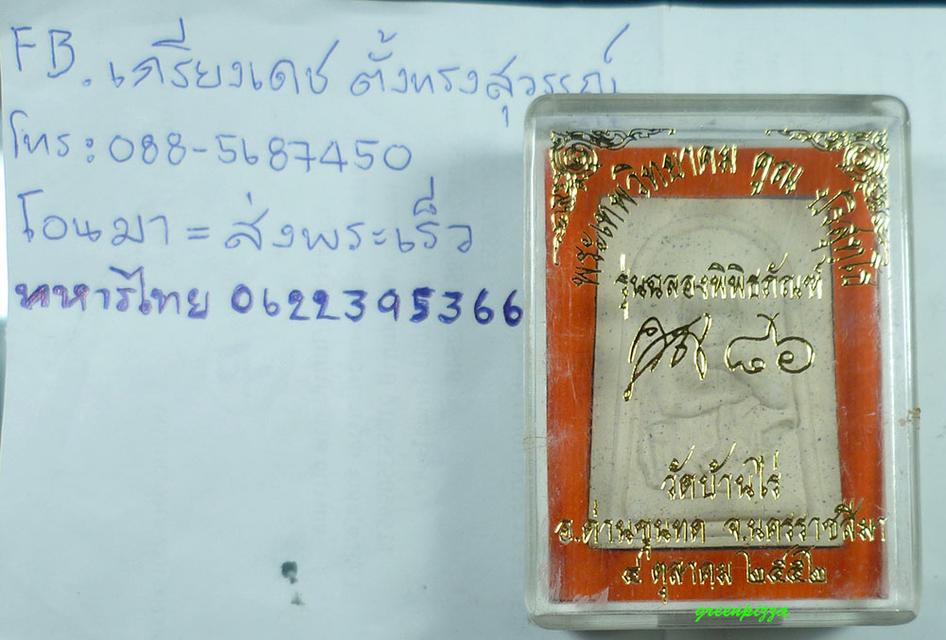 FB. เกรียงเดช ตั้งทรงสุวรรณ์
โทร: 088-5687450
โอนมา = ส่งพระเร็ว
ทหารไทย 0622395366
พระเทพวิทยาคม คูณ ปริสุทโธ
รุ่นฉลองพิพิธภัณฑ์
๘๖
วัดบ้านไร่
อ.ด่านขุนทด จ.นครราชสีมา
๔ ตุลาคม ๒๕๕๒
greenpizza